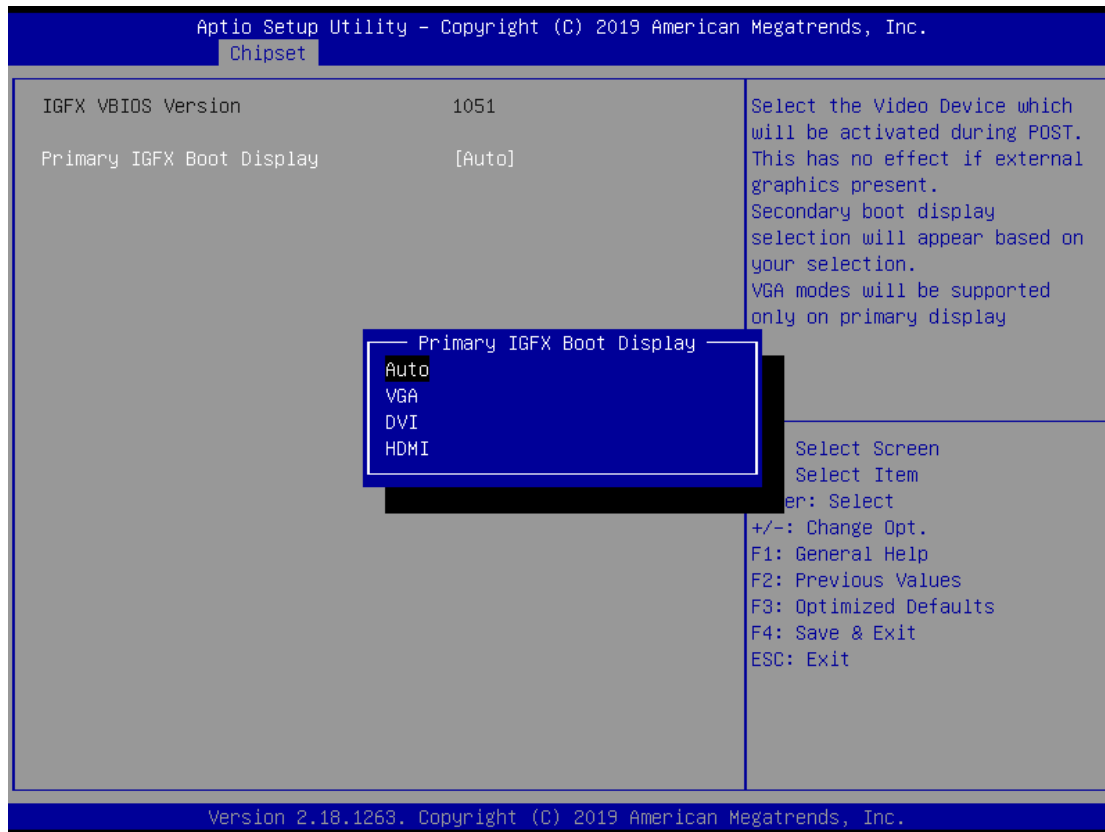 Aptio Setup Utility – Copyright (C) 2019 American Megatrends, Inc.
Chipset
IGFX VBIOS Version 1051
Primary IGFX Boot Display [Auto]
Select the Video Device which
will be activated during POST.
This has no effect if external
graphics present.
Secondary boot display
selection will appear based on
your selection.
VGA modes will be supported
only on primary display
Primary IGFX Boot Display
Auto
VGA
DVI
HDMI
Select Screen
Select Item
er: Select
+/-: Change Opt.
F1: General Help
F2: Previous Values
F3: Optimized Defaults
F4: Save & Exit
ESC: Exit
Version 2.18.1263. Copyright (C) 2019 American Megatrends, Inc.